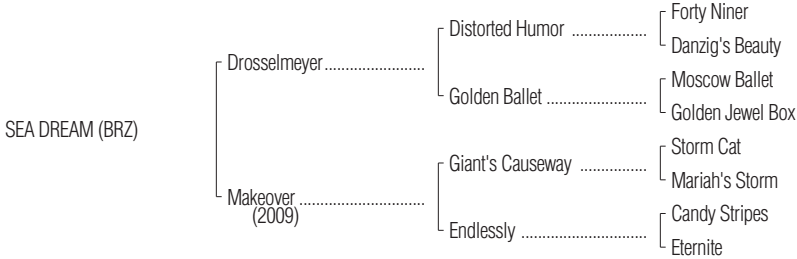 Forty Niner
Distorted Humor ....................
Danzig's Beauty
Drosselmeyer...........................
Moscow Ballet
Golden Ballet ...........................
Golden Jewel Box
SEA DREAM (BRZ)
Storm Cat
Giant's Causeway ..................
Mariah's Storm
Makeover .................................
(2009)
Candy Stripes
Endlessly .................................
Eternite